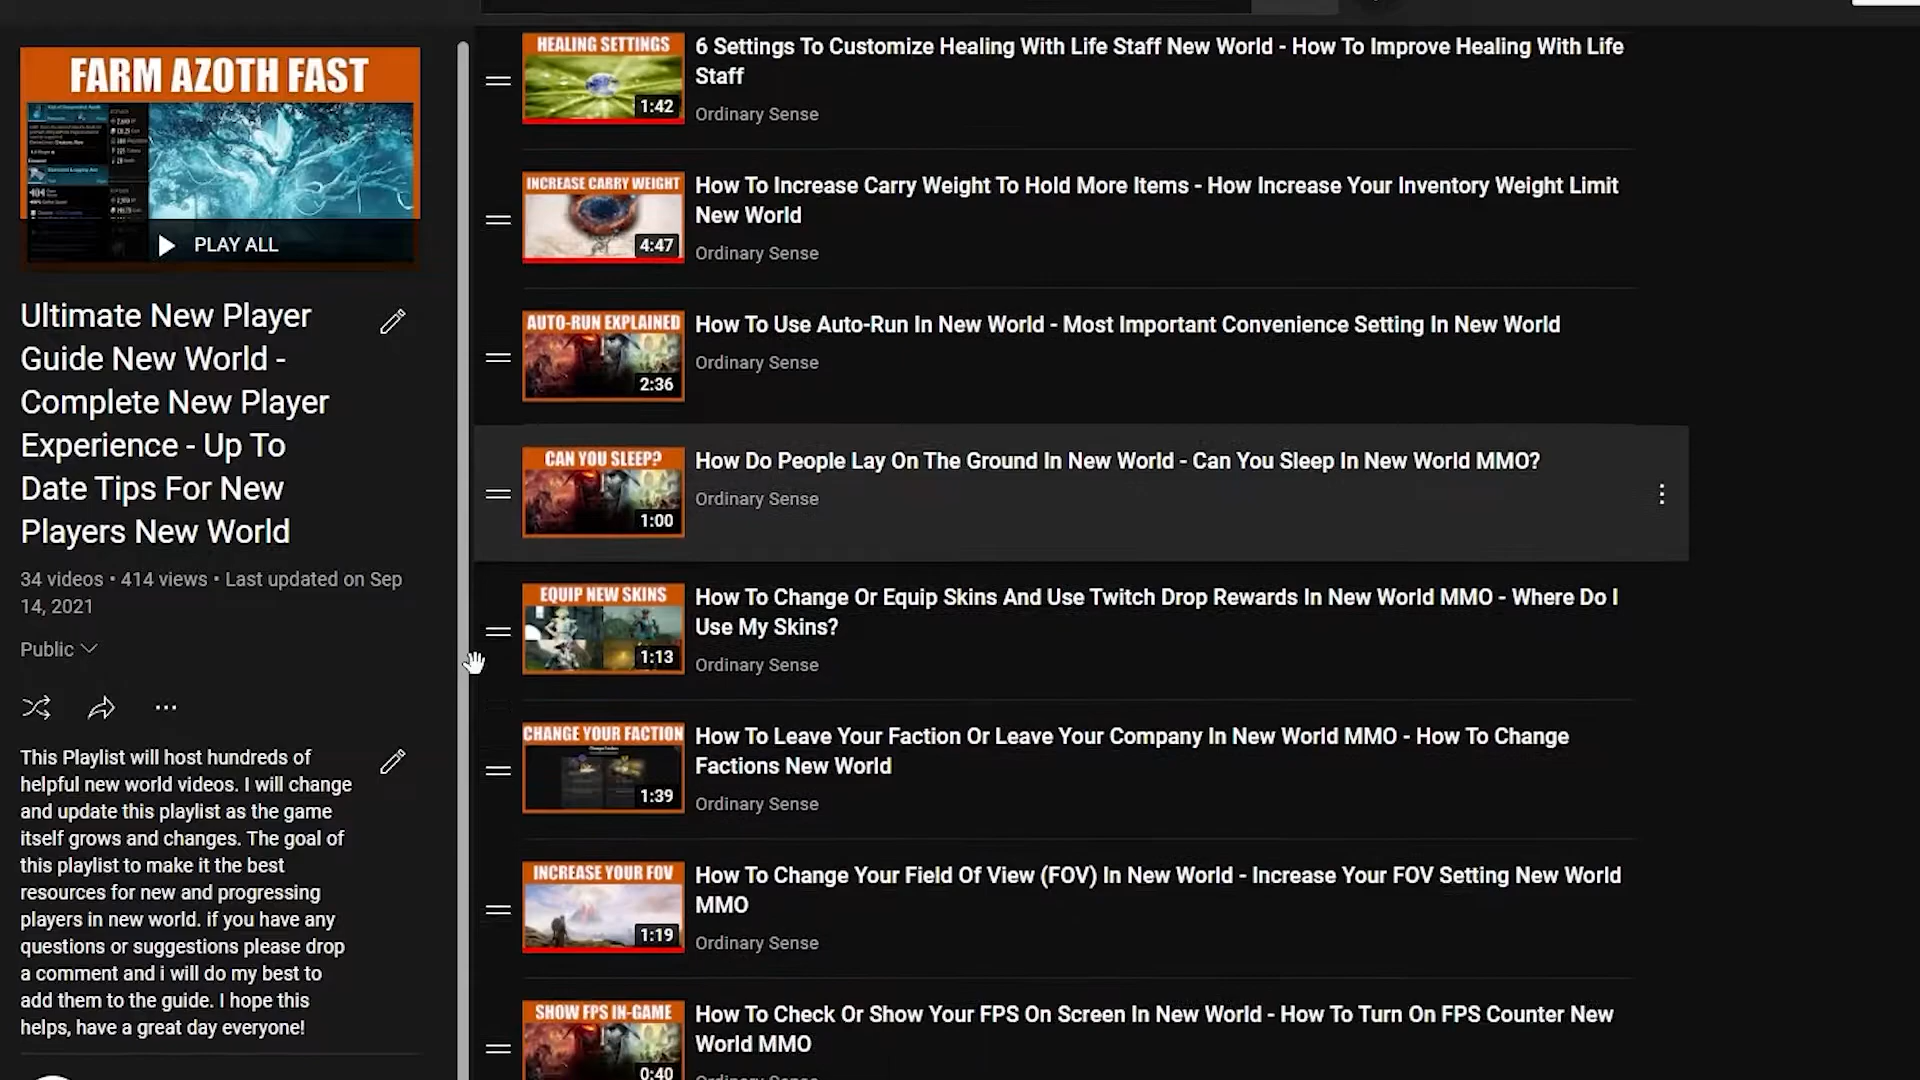 FARM AZOTH FAST
PLAY ALL
Ultimate New Player
Guide New World -
Complete New Player
Experience - Up To
Date Tips For New
Players New World
34 videos • 414 views • Last updated on Sep
14, 2021
Public
This Playlist will host hundreds of
helpful new world videos. I will change
and update this playlist as the game
itself grows and changes. The goal of
this playlist to make it the best
resources for new and progressing
players in new world. if you have any
questions or suggestions please drop
a comment and i will do my best to
add them to the guide. I hope this
helps, have a great day everyone!
HEALING SETTINGS
1:42
6 Settings To Customize Healing With Life Staff New World - How To Improve Healing With Life
Staff
Ordinary Sense
INCREASE CARRY WEIGHT
4:47
How To Increase Carry Weight To Hold More Items - How Increase Your Inventory Weight Limit
New World
Ordinary Sense
AUTO-RUN EXPLAINED
2:36
How To Use Auto-Run In New World - Most Important Convenience Setting In New World
Ordinary Sense
CAN YOU SLEEP?
1:00
How Do People Lay On The Ground In New World - Can You Sleep In New World MMO?
Ordinary Sense
EQUIP NEW SKINS
1:13
How To Change Or Equip Skins And Use Twitch Drop Rewards In New World MMO - Where Do I
Use My Skins?
Ordinary Sense
CHANGE YOUR FACTION
1:39
How To Leave Your Faction Or Leave Your Company In New World MMO - How To Change
Factions New World
Ordinary Sense
INCREASE YOUR FOV
1:19
How To Change Your Field Of View (FOV) In New World - Increase Your FOV Setting New World
MMO
Ordinary Sense
SHOW FPS IN-GAME
0:40
How To Check Or Show Your FPS On Screen In New World - How To Turn On FPS Counter New
World MMO
Ordinary Sense